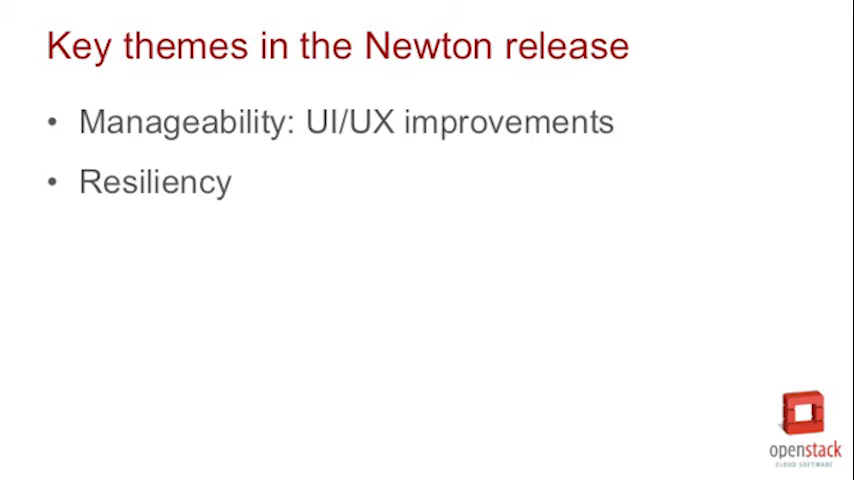 Key themes in the Newton release
• Manageability: UI/UX improvements
• Resiliency
openstack
CLOUD SOFTWARE